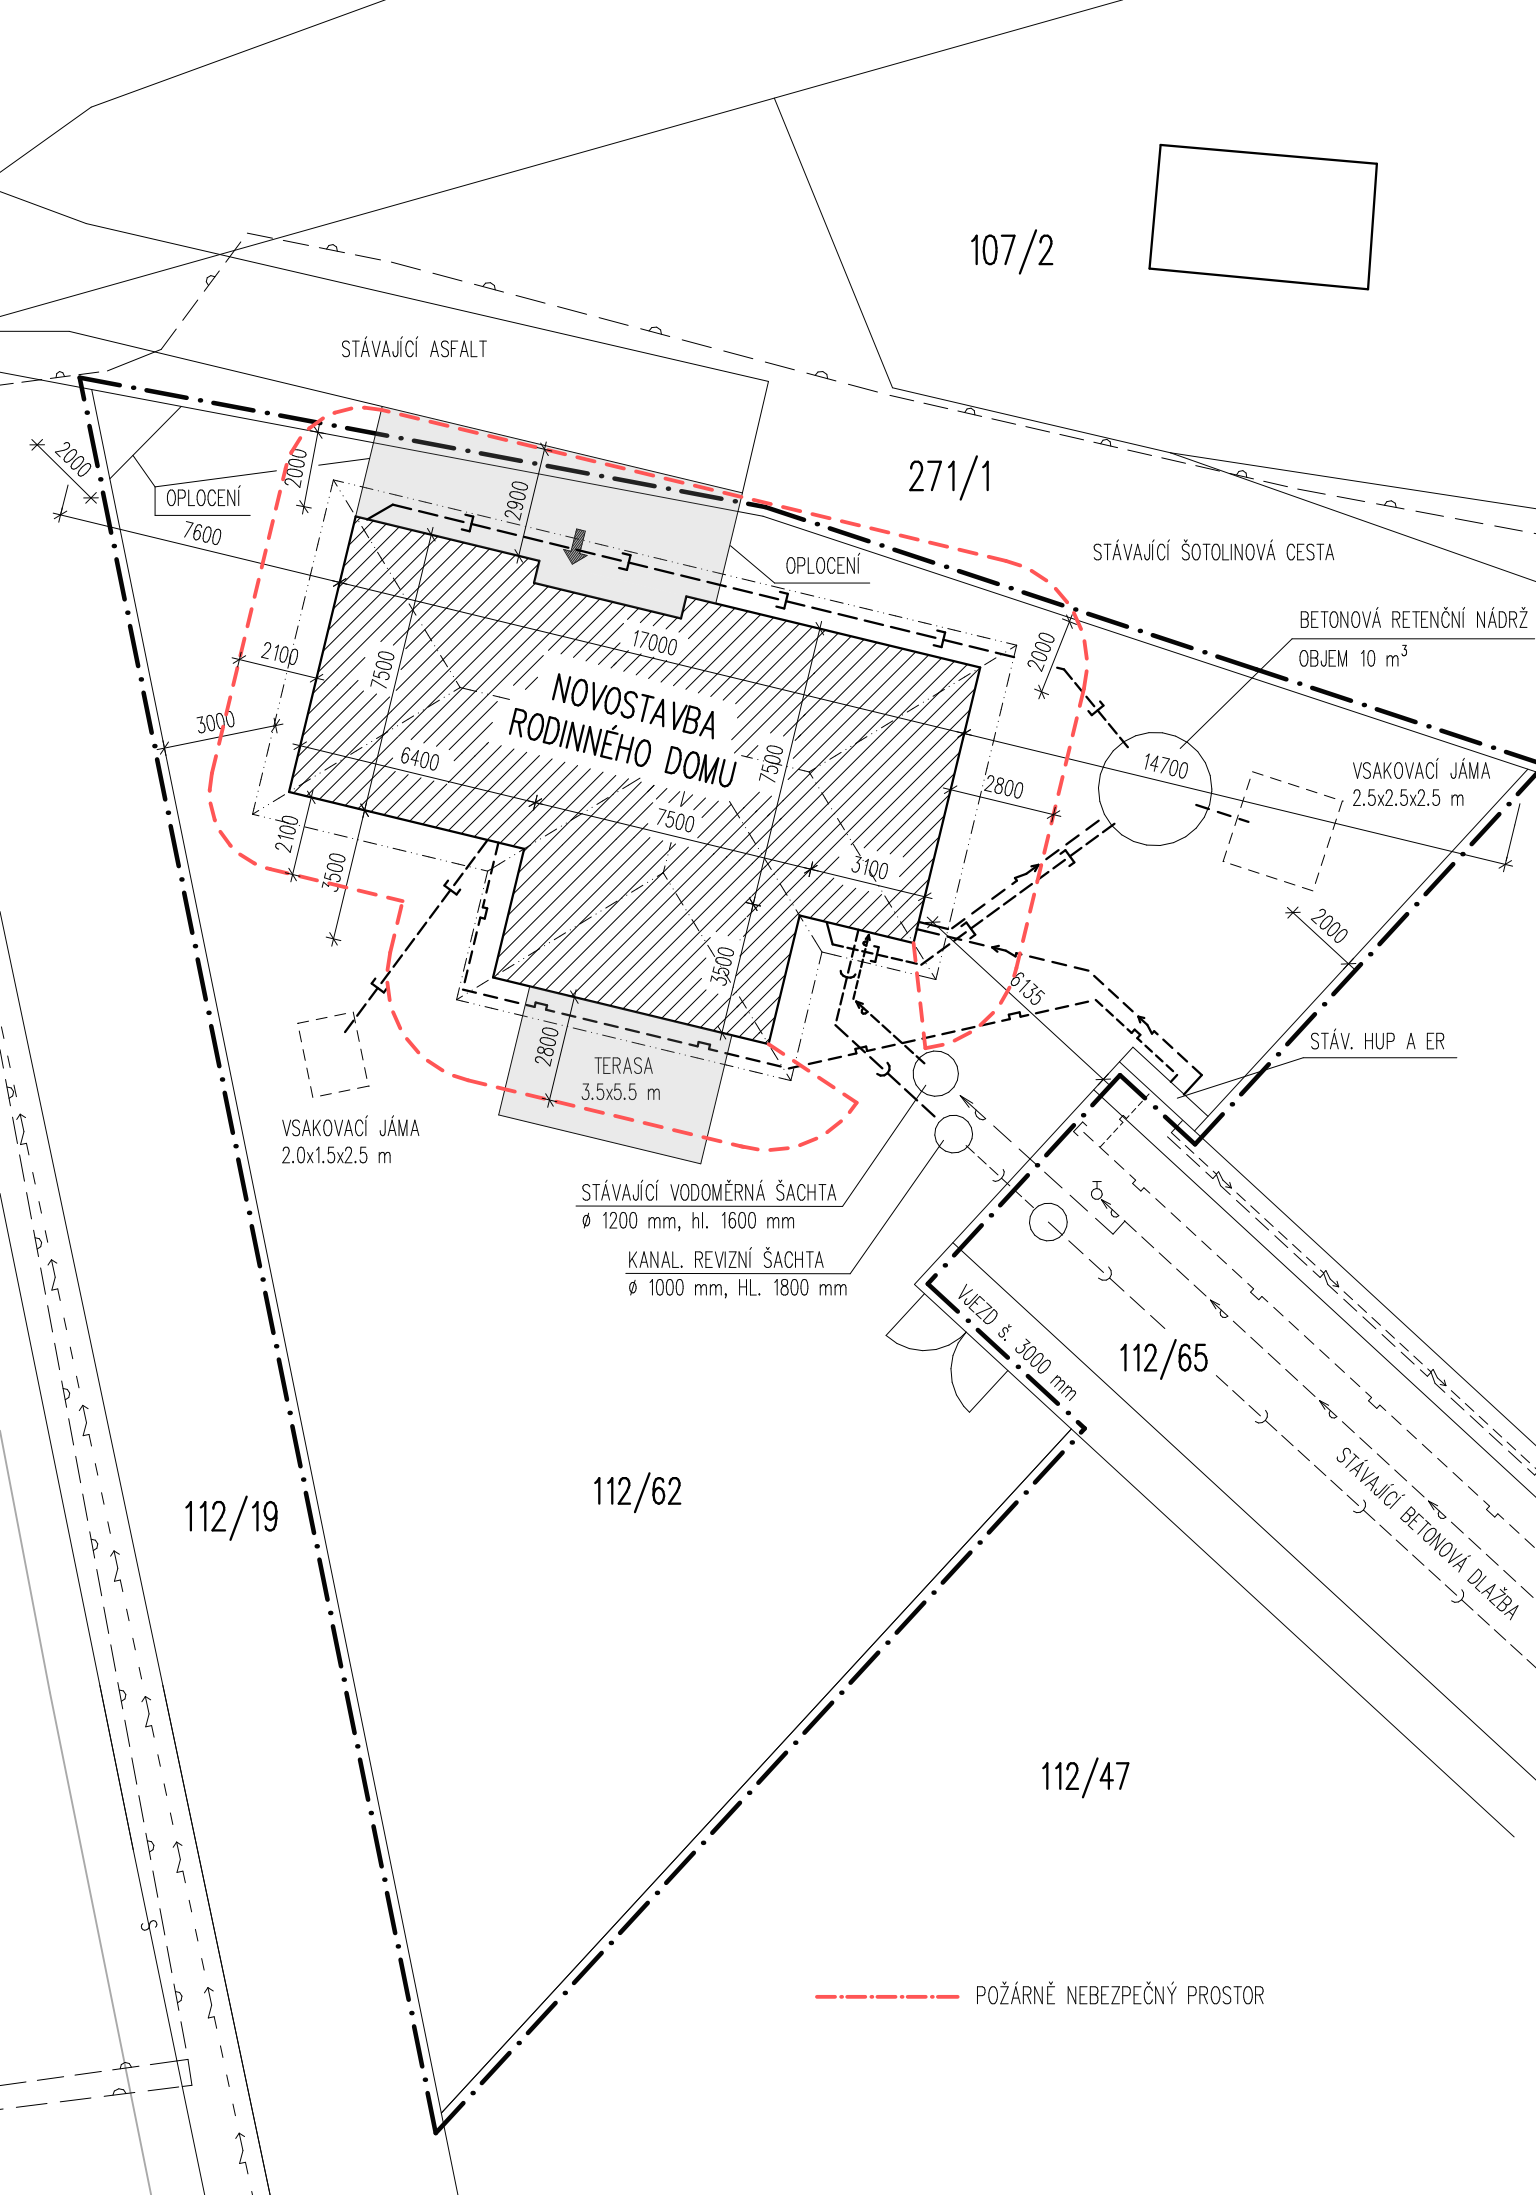 107/2
STÁVAJÍCÍ ASFALT
2000
2000
OPLOCENÍ
7600
2900
271/1
STÁVAJÍCÍ ŠOTOLINOVÁ CESTA
OPLOCENÍ
BETONOVÁ RETENČNÍ NÁDRŽ
OBJEM 10 m³
17000
2000
2100
7500
3000
NOVOSTAVBA
RODINNÉHO DOMU
6400
7500
7500
2800
14700
VSAKOVACÍ JÁMA
2.5x2.5x2.5 m
2100
3500
3100
3500
2000
6135
2800
TERASA
3.5x5.5 m
STÁV. HUP A ER
VSAKOVACÍ JÁMA
2.0x1.5x2.5 m
STÁVAJÍCÍ VODOMĚRNÁ ŠACHTA
ø 1200 mm, hl. 1600 mm
KANAL. REVIZNÍ ŠACHTA
ø 1000 mm, HL. 1800 mm
VJEZD š. 3000 mm
112/65
STÁVAJÍCÍ BETONOVÁ DLAŽBA
112/19
112/62
112/47
S
POŽÁRNĚ NEBEZPEČNÝ PROSTOR